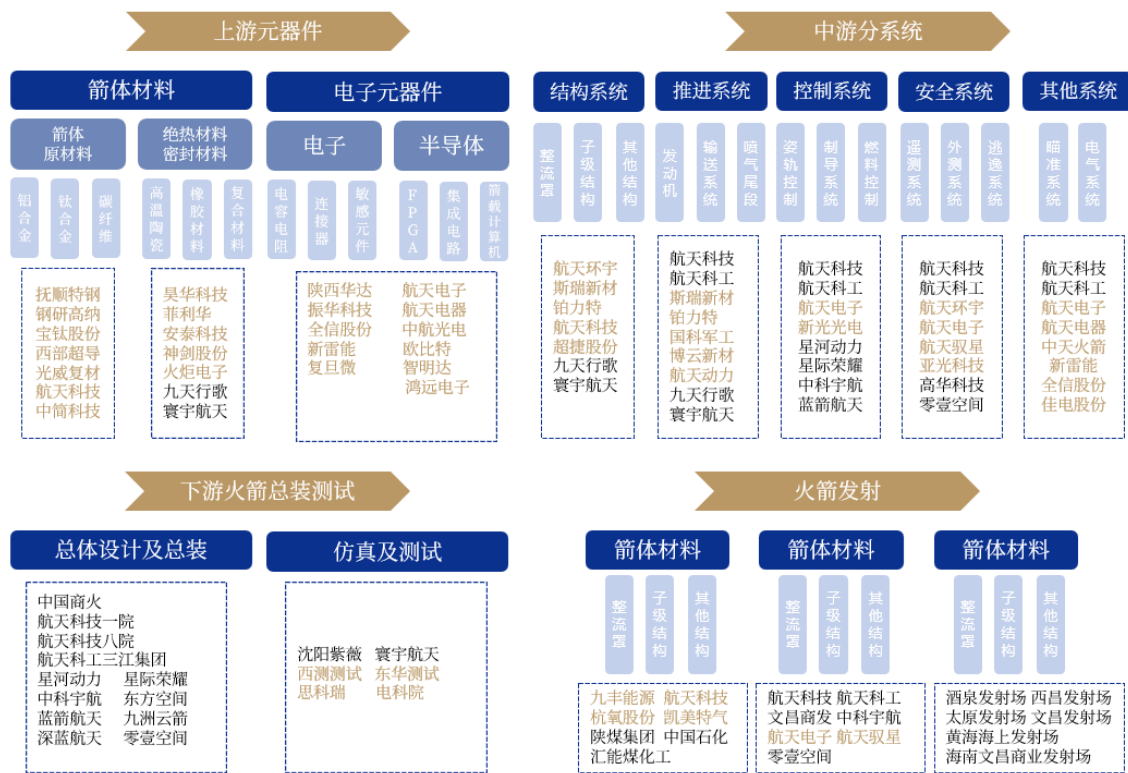 上游元器件
箭体材料
电子元器件
箭体
原材料
绝热材料
密封材料
电子
半导体
铝合金
钛合金
碳纤维
高温陶瓷
橡胶材料
复合材料
电容电阻
连接器
敏感元件
FPGA
集成电路
箭载计算机
抚顺特钢
钢研高纳
宝钛股份
西部超导
光威复材
航天科技
中简科技
昊华科技
菲利华
安泰科技
神剑股份
火炬电子
九天行歌
寰宇航天
陕西华达
振华科技
全信股份
新雷能
复旦微
航天电子
航天电器
中航光电
欧比特
智明达
鸿远电子
中游分系统
结构系统
推进系统
控制系统
安全系统
其他系统
整流罩
子级结构
其他结构
发动机
输送系统
喷气尾段
姿轨控制
制导系统
燃料控制
遥测系统
外测系统
逃逸系统
瞄准系统
电气系统
航天环宇
斯瑞新材
铂力特
航天科技
超捷股份
九天行歌
寰宇航天
航天科技
航天科工
斯瑞新材
铂力特
国科军工
博云新材
航天动力
九天行歌
寰宇航天
航天科技
航天科工
航天电子
新光光电
星河动力
星际荣耀
中科宇航
蓝箭航天
航天科技
航天科工
航天环宇
航天电子
航天驭星
亚光科技
高华科技
零壹空间
航天科技
航天科工
航天电子
航天电器
中天火箭
新雷能
全信股份
佳电股份
下游火箭总装测试
总体设计及总装
仿真及测试
中国商火
航天科技一院
航天科技八院
航天科工三江集团
星河动力 星际荣耀
中科宇航 东方空间
蓝箭航天 九洲云箭
深蓝航天 零壹空间
沈阳紫薇 寰宇航天
西测测试 东华测试
思科瑞 电科院
火箭发射
箭体材料
箭体材料
箭体材料
整流罩
子级结构
其他结构
整流罩
子级结构
其他结构
整流罩
子级结构
其他结构
九丰能源 航天科技
杭氧股份 凯美特气
陕煤集团 中国石化
汇能煤化工
航天科技 航天科工
文昌商发 中科宇航
航天电子 航天驭星
零壹空间
酒泉发射场 西昌发射场
太原发射场 文昌发射场
黄海海上发射场
海南文昌商业发射场